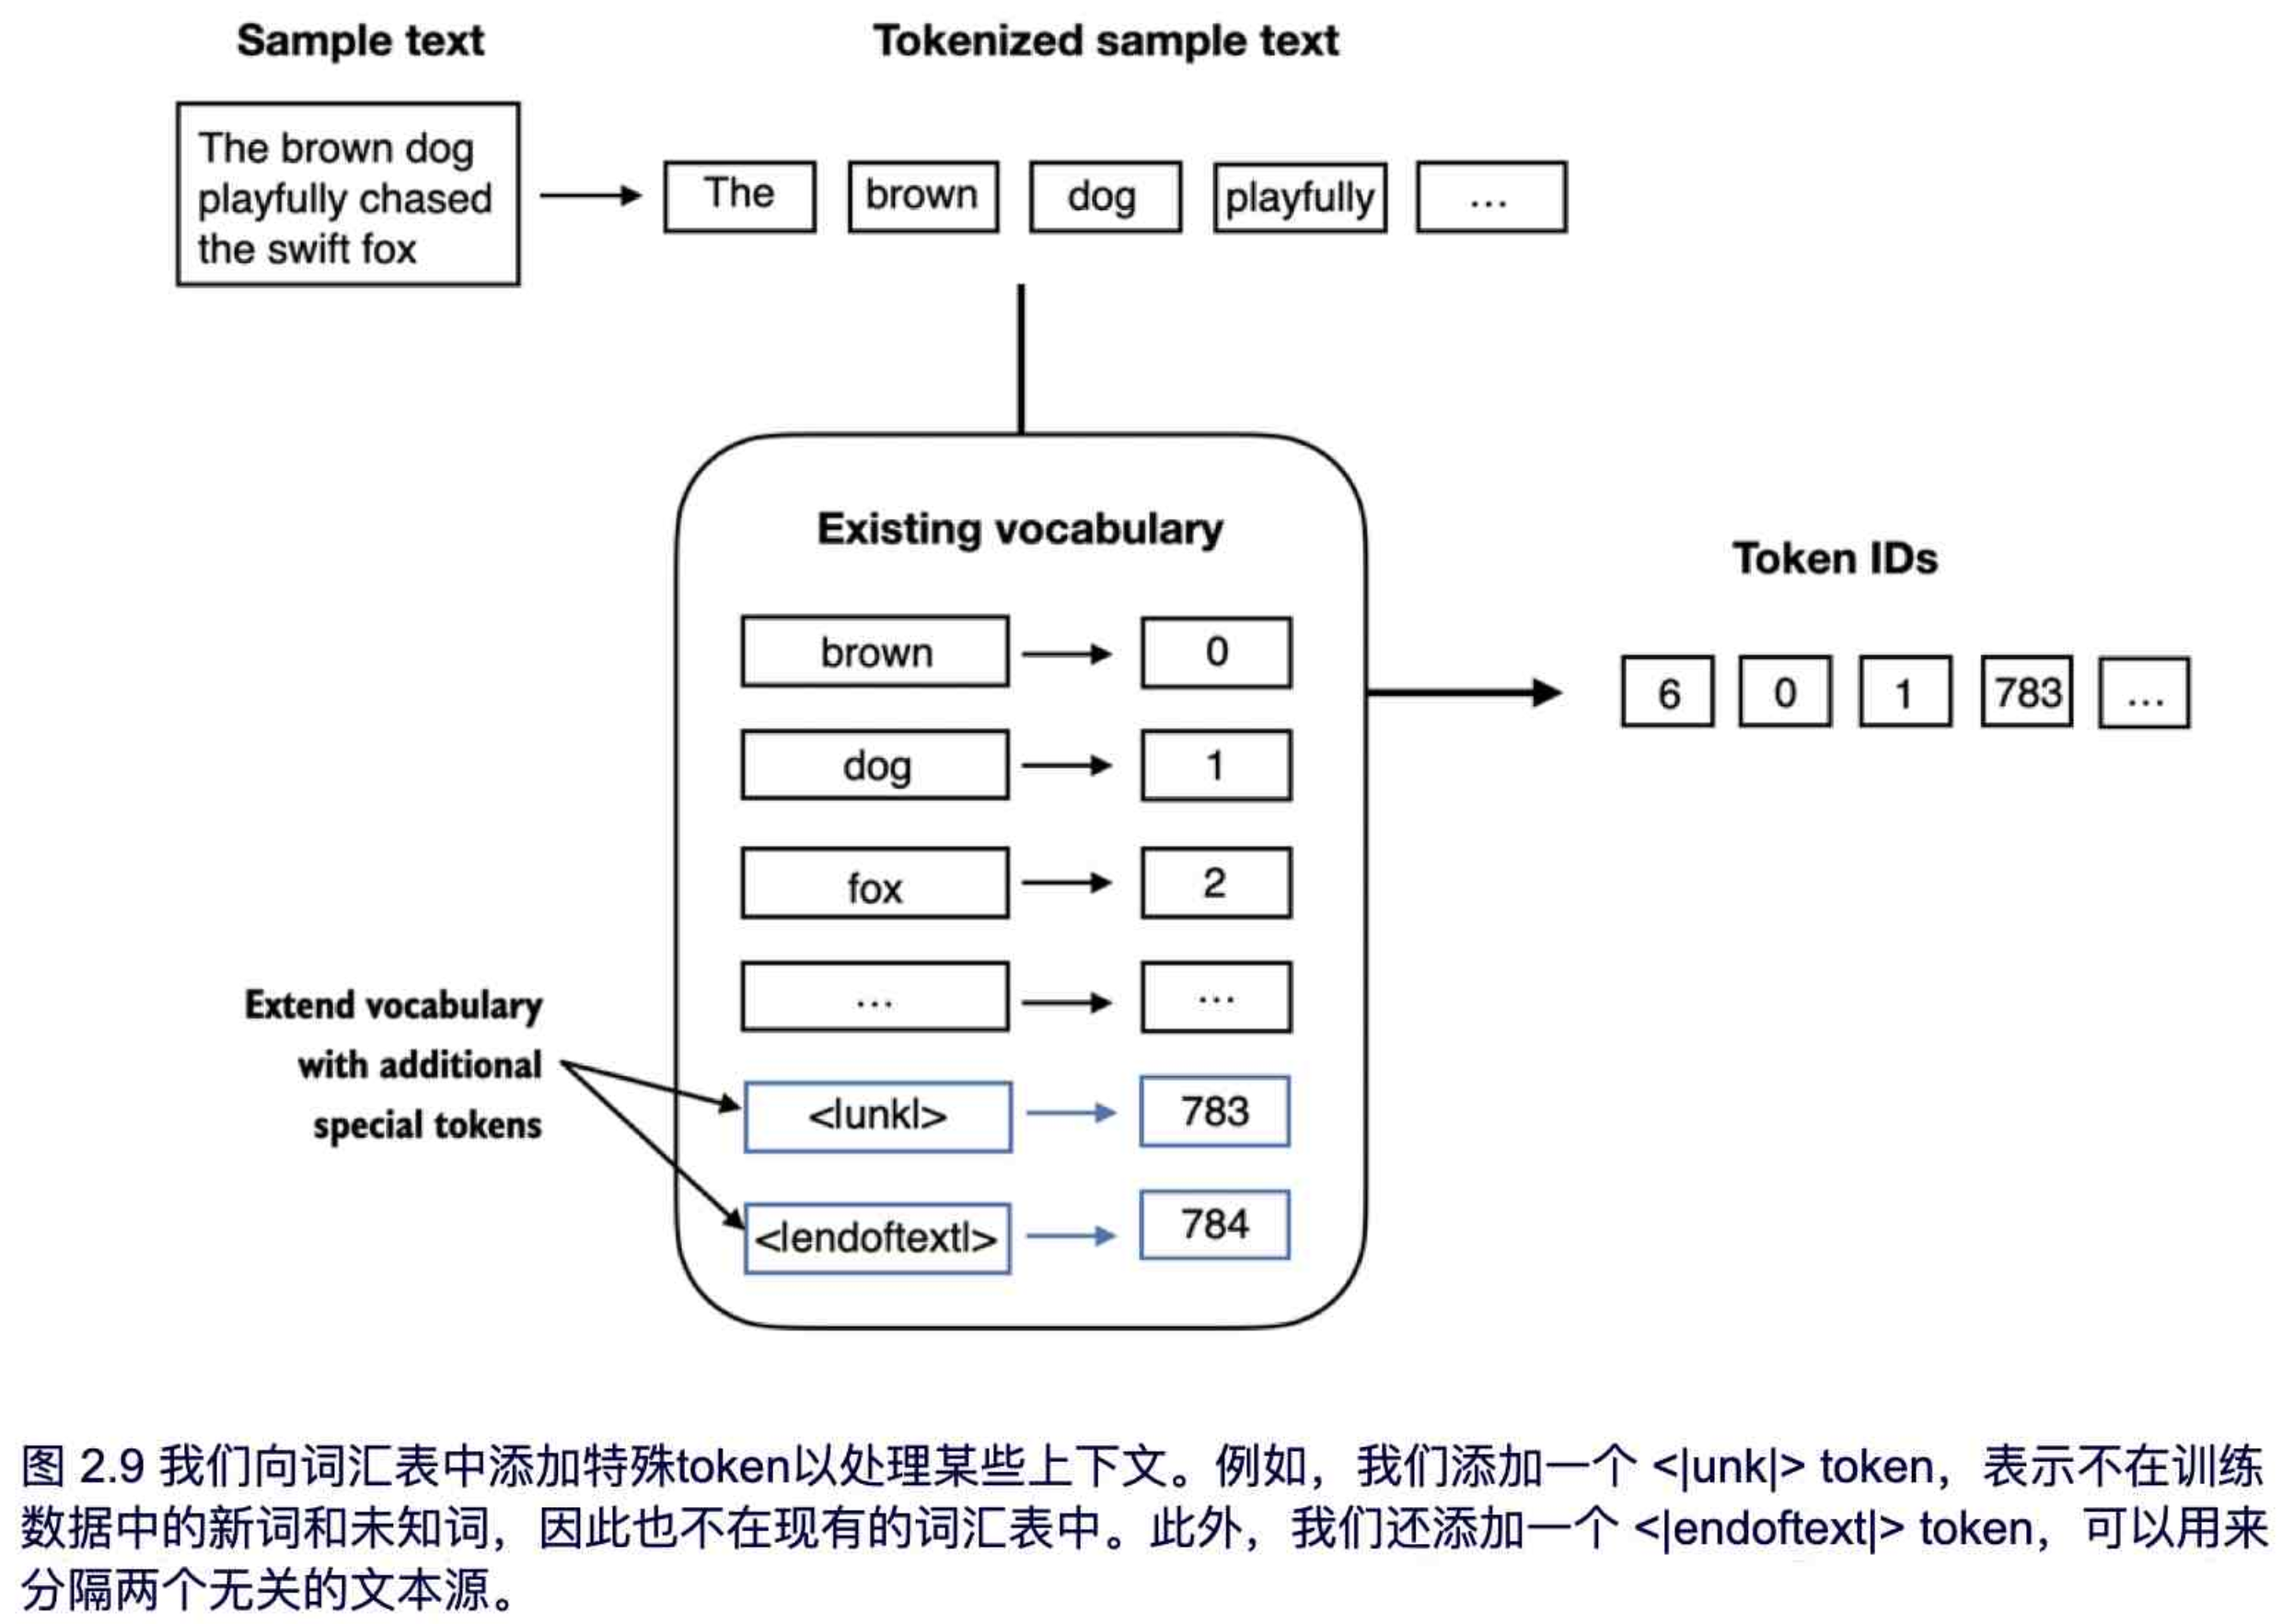 Sample text
Tokenized sample text
The brown dog
playfully chased
the swift fox
The
brown
dog
playfully
...
Existing vocabulary
Token IDs
brown
0
6
0
1
783
...
dog
1
fox
2
...
...
Extend vocabulary
with additional
special tokens
<|unk|>
783
<|endoftext|>
784
图 2.9 我们向词汇表中添加特殊token以处理某些上下文。例如，我们添加一个 <|unk|> token，表示不在训练
数据中的新词和未知词，因此也不在现有的词汇表中。此外，我们还添加一个 <|endoftext|> token，可以用来
分隔两个无关的文本源。